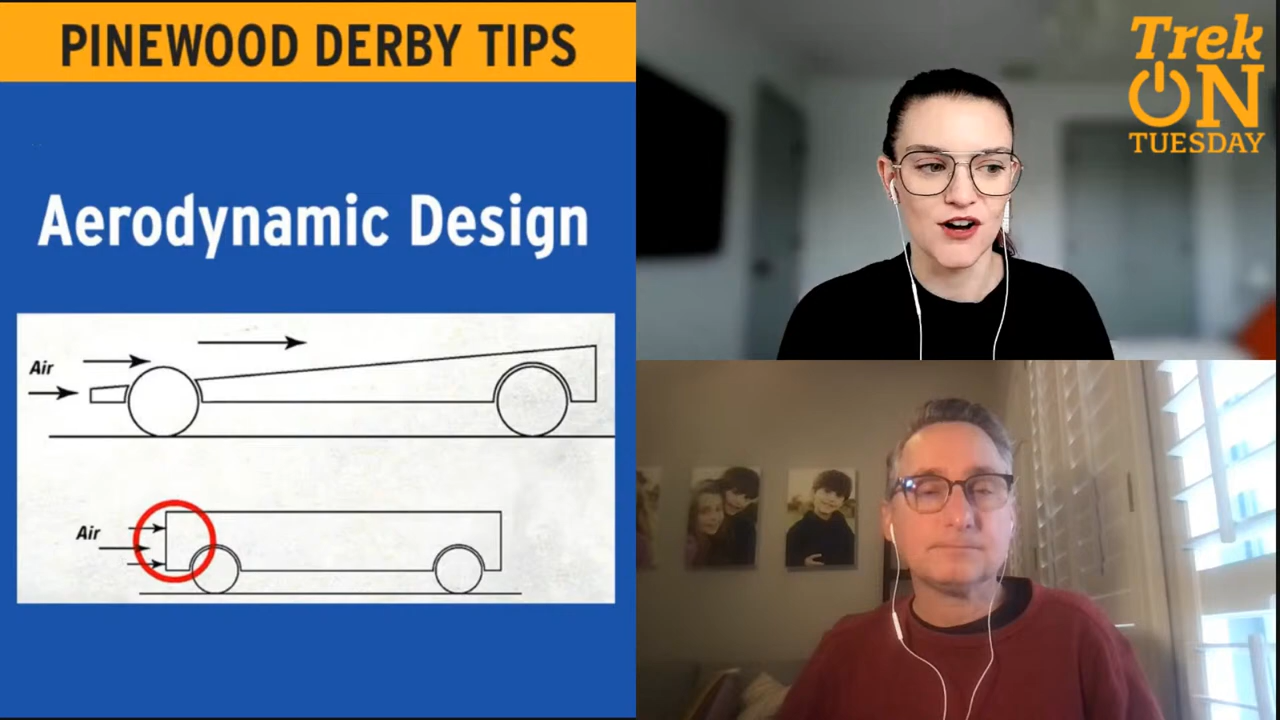 PINEWOOD DERBY TIPS
Aerodynamic Design
Air
Air
Trek
ON
TUESDAY